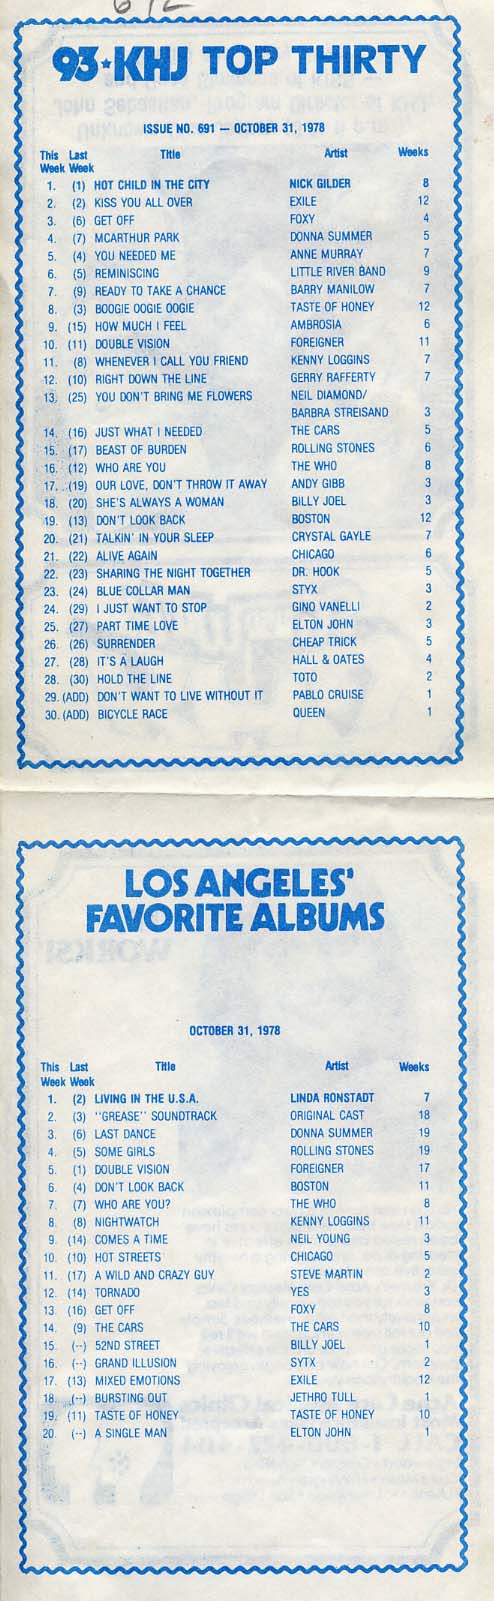 612
93★KHJ TOP THIRTY
ISSUE NO. 691 — OCTOBER 31, 1978
This Last Title Artist Weeks
Week Week
1. (1) HOT CHILD IN THE CITY NICK GILDER 8
2. (2) KISS YOU ALL OVER EXILE 12
3. (6) GET OFF FOXY 4
4. (7) MCARTHUR PARK DONNA SUMMER 5
5. (4) YOU NEEDED ME ANNE MURRAY 7
6. (5) REMINISCING LITTLE RIVER BAND 9
7. (9) READY TO TAKE A CHANCE BARRY MANILOW 7
8. (3) BOOGIE OOGIE OOGIE TASTE OF HONEY 12
9. (15) HOW MUCH I FEEL AMBROSIA 6
10. (11) DOUBLE VISION FOREIGNER 11
11. (8) WHENEVER I CALL YOU FRIEND KENNY LOGGINS 7
12. (10) RIGHT DOWN THE LINE GERRY RAFFERTY 7
13. (25) YOU DON'T BRING ME FLOWERS NEIL DIAMOND/
BARBRA STREISAND 3
14. (16) JUST WHAT I NEEDED THE CARS 5
15. (17) BEAST OF BURDEN ROLLING STONES 6
16. (12) WHO ARE YOU THE WHO 8
17. (19) OUR LOVE, DON'T THROW IT AWAY ANDY GIBB 3
18. (20) SHE'S ALWAYS A WOMAN BILLY JOEL 3
19. (13) DON'T LOOK BACK BOSTON 12
20. (21) TALKIN' IN YOUR SLEEP CRYSTAL GAYLE 7
21. (22) ALIVE AGAIN CHICAGO 6
22. (23) SHARING THE NIGHT TOGETHER DR. HOOK 5
23. (24) BLUE COLLAR MAN STYX 3
24. (29) I JUST WANT TO STOP GINO VANELLI 2
25. (27) PART TIME LOVE ELTON JOHN 3
26. (26) SURRENDER CHEAP TRICK 5
27. (28) IT'S A LAUGH HALL & OATES 4
28. (30) HOLD THE LINE TOTO 2
29. (ADD) DON'T WANT TO LIVE WITHOUT IT PABLO CRUISE 1
30. (ADD) BICYCLE RACE QUEEN 1
LOS ANGELES'
FAVORITE ALBUMS
OCTOBER 31, 1978
This Last Title Artist Weeks
Week Week
1. (2) LIVING IN THE U.S.A. LINDA RONSTADT 7
2. (3) "GREASE" SOUNDTRACK ORIGINAL CAST 18
3. (6) LAST DANCE DONNA SUMMER 19
4. (5) SOME GIRLS ROLLING STONES 19
5. (1) DOUBLE VISION FOREIGNER 17
6. (4) DON'T LOOK BACK BOSTON 11
7. (7) WHO ARE YOU? THE WHO 8
8. (8) NIGHTWATCH KENNY LOGGINS 11
9. (14) COMES A TIME NEIL YOUNG 3
10. (10) HOT STREETS CHICAGO 5
11. (17) A WILD AND CRAZY GUY STEVE MARTIN 2
12. (14) TORNADO YES 3
13. (16) GET OFF FOXY 8
14. (9) THE CARS THE CARS 10
15. (--) 52ND STREET BILLY JOEL 1
16. (--) GRAND ILLUSION SYTX 2
17. (13) MIXED EMOTIONS EXILE 12
18. (--) BURSTING OUT JETHRO TULL 1
19. (11) TASTE OF HONEY TASTE OF HONEY 10
20. (--) A SINGLE MAN ELTON JOHN 1